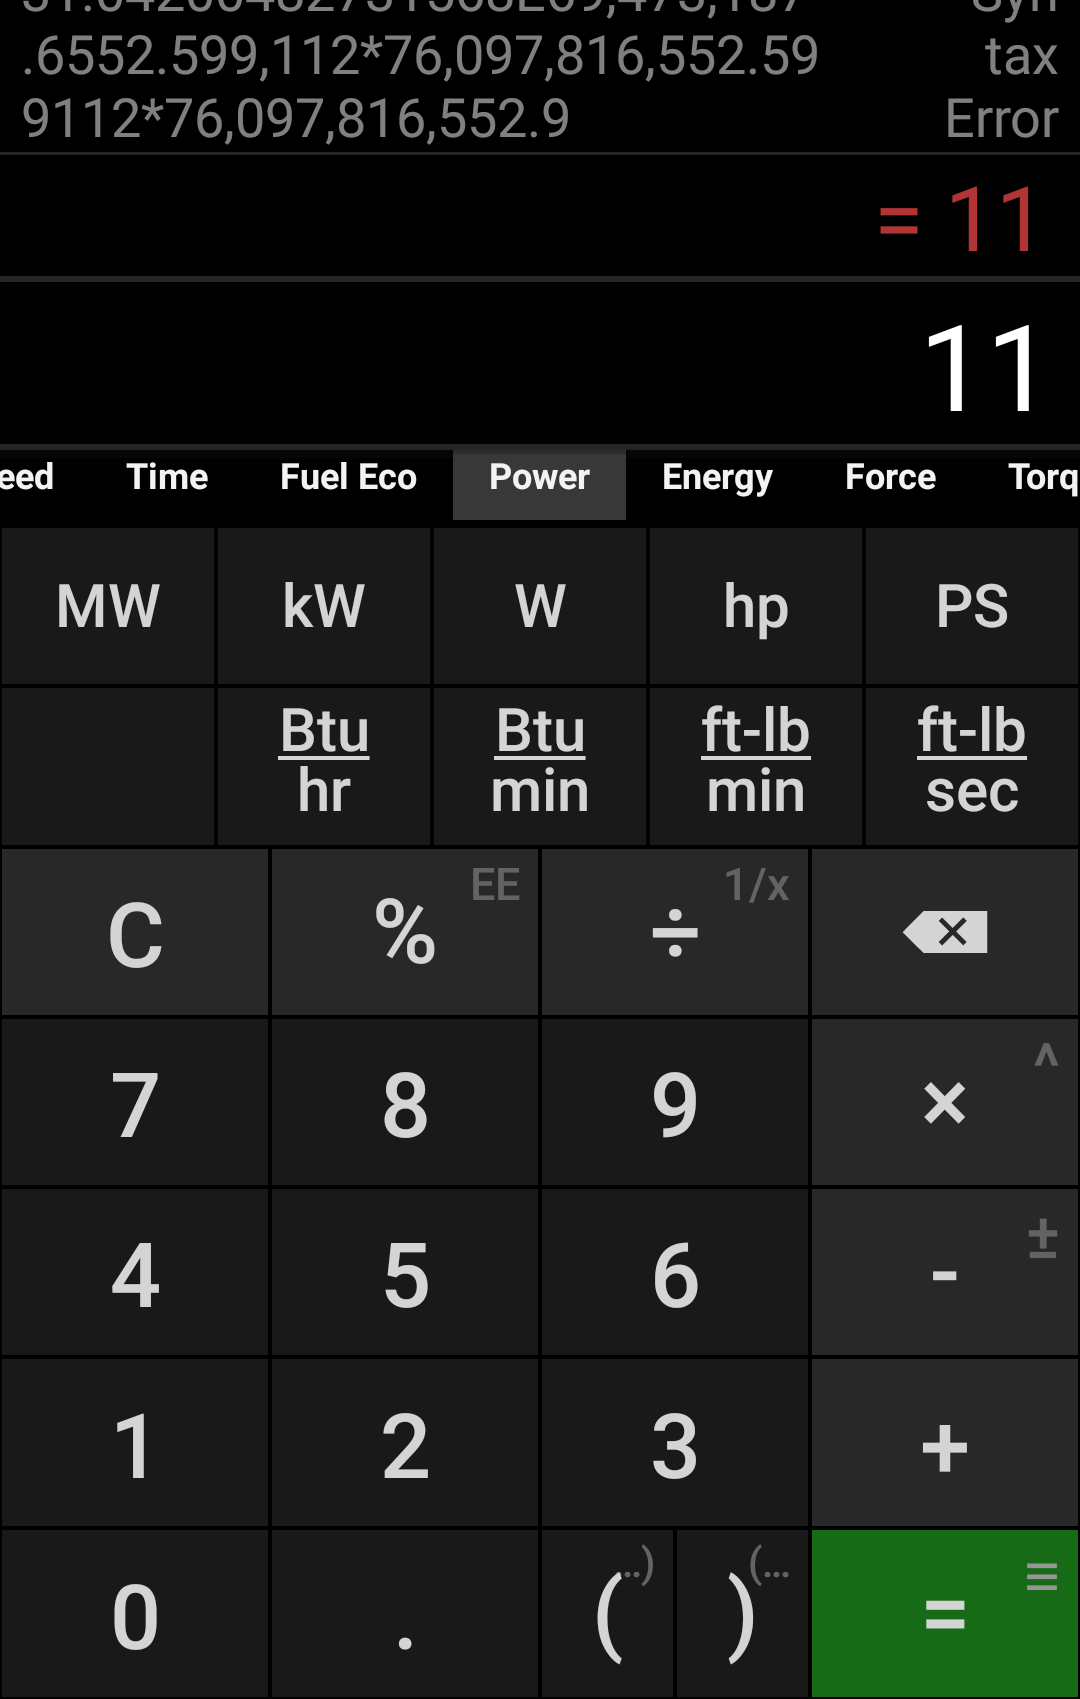 .6552.599,112*76,097,816,552.59 tax
9112*76,097,816,552.9 Error
= 11
11
eed Time Fuel Eco Power Energy Force Torq
MW kW W hp PS
Btu Btu ft-lb ft-lb
hr min min sec
C % EE ÷ 1/x
7 8 9 × ^
4 5 6 - ±
1 2 3 +
0 . ( ..) ) (... =